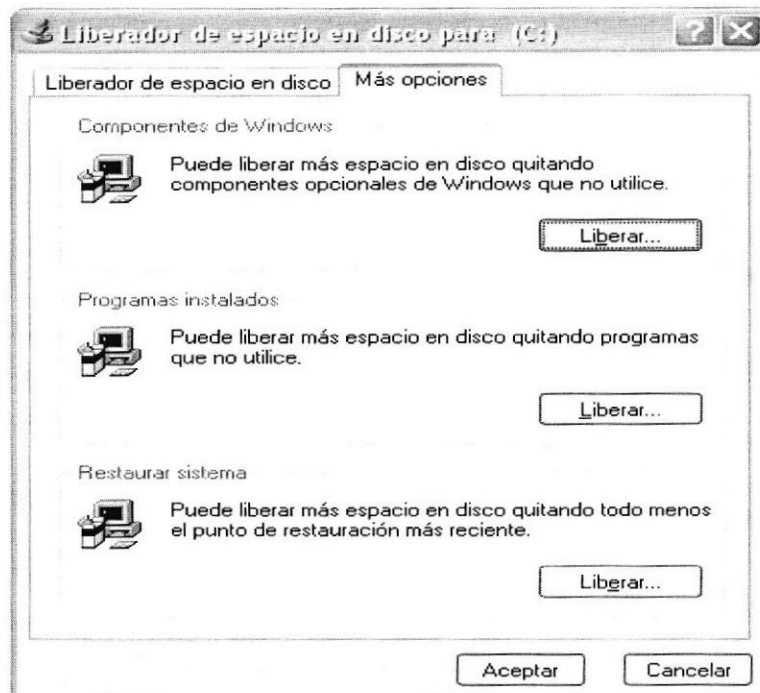 Liberador de espacio en disco para (C:)
Liberador de espacio en disco
Más opciones
Componentes de Windows
Puede liberar más espacio en disco quitando
componentes opcionales de Windows que no utilice.
Liberar...
Programas instalados
Puede liberar más espacio en disco quitando programas
que no utilice.
Liberar...
Restaurar sistema
Puede liberar más espacio en disco quitando todo menos
el punto de restauración más reciente.
Liberar...
Aceptar
Cancelar